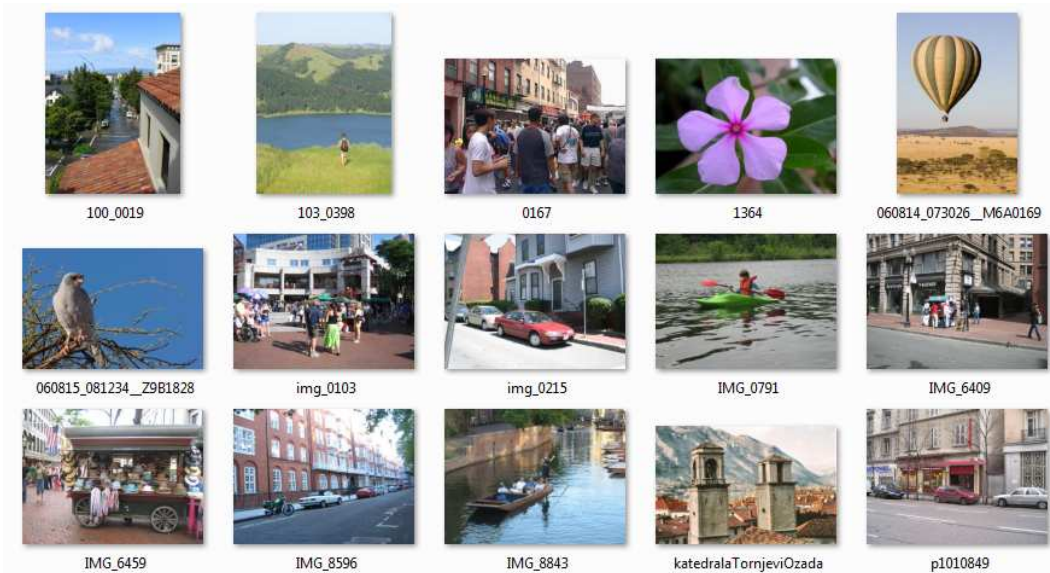 100_0019
103_0398
0167
1364
060814_073026__M6A0169
060815_081234__Z9B1828
img_0103
img_0215
IMG_0791
IMG_6409
IMG_6459
IMG_8596
IMG_8843
katedralaTornjeviOzada
p1010849